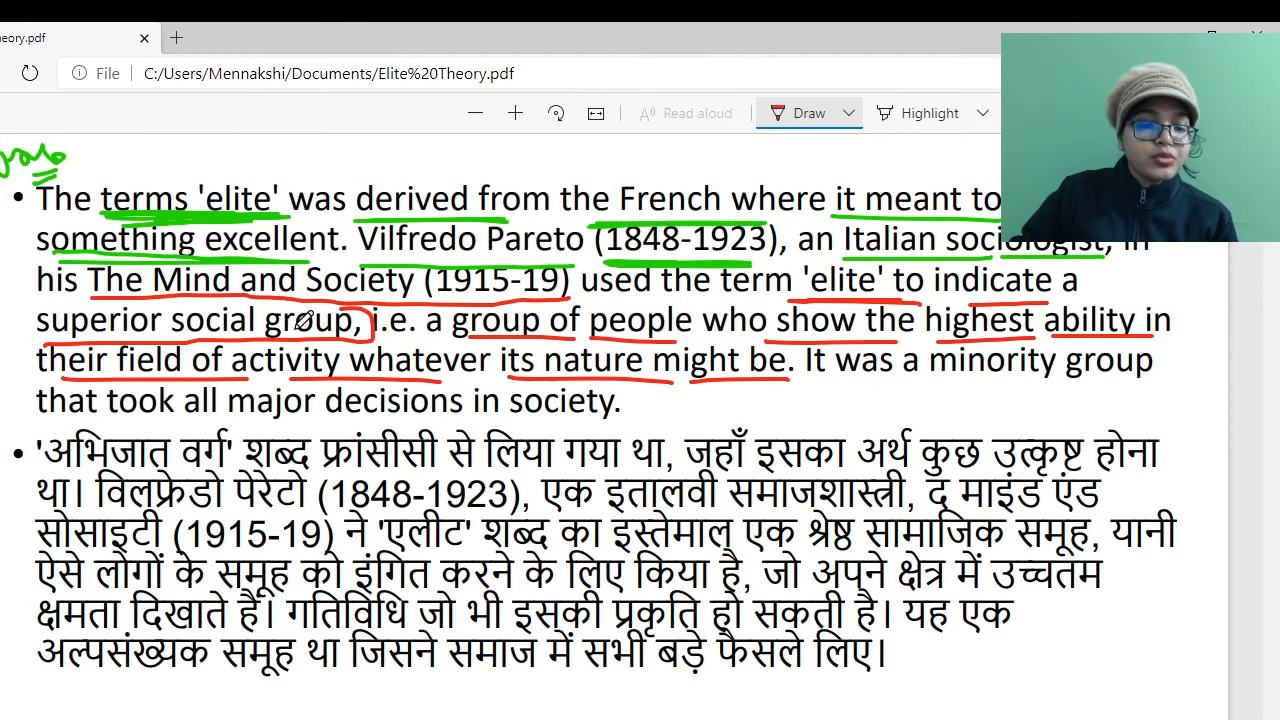 eory.pdf
File C:/Users/Mennakshi/Documents/Elite%20Theory.pdf
Read aloud Draw Highlight
• The terms 'elite' was derived from the French where it meant to
something excellent. Vilfredo Pareto (1848-1923), an Italian sociologist, in
his The Mind and Society (1915-19) used the term 'elite' to indicate a
superior social group, i.e. a group of people who show the highest ability in
their field of activity whatever its nature might be. It was a minority group
that took all major decisions in society.
• 'अभिजात वर्ग' शब्द फ्रांसीसी से लिया गया था, जहाँ इसका अर्थ कुछ उत्कृष्ट होना
था। विलफ्रेडो पेरेटो (1848-1923), एक इतालवी समाजशास्त्री, द माइंड एंड
सोसाइटी (1915-19) ने 'एलीट' शब्द का इस्तेमाल एक श्रेष्ठ सामाजिक समूह, यानी
ऐसे लोगों के समूह को इंगित करने के लिए किया है, जो अपने क्षेत्र में उच्चतम
क्षमता दिखाते हैं। गतिविधि जो भी इसकी प्रकृति हो सकती है। यह एक
अल्पसंख्यक समूह था जिसने समाज में सभी बड़े फैसले लिए।